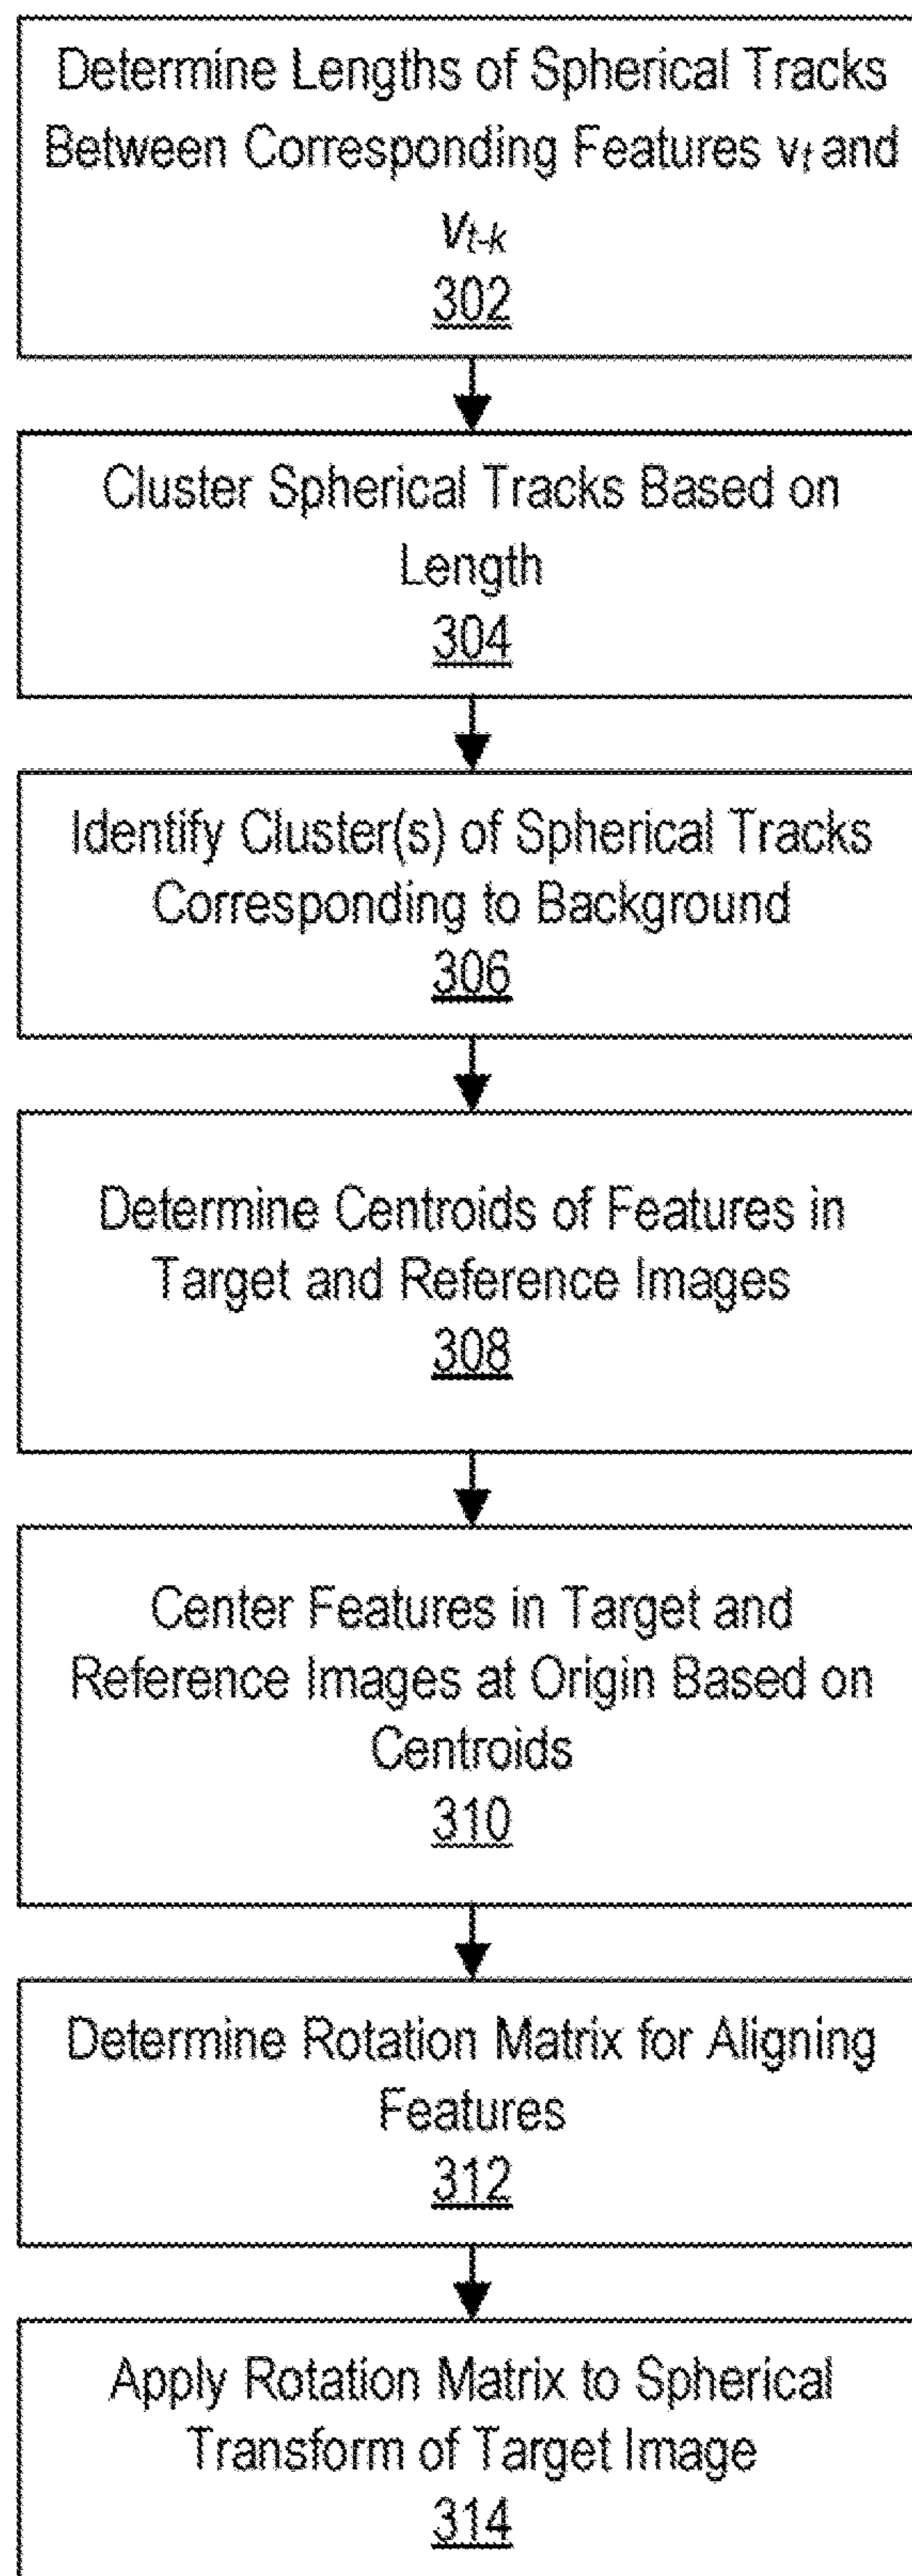 Determine Lengths of Spherical Tracks
Between Corresponding Features vt and
vt-k
302
Cluster Spherical Tracks Based on
Length
304
Identify Cluster(s) of Spherical Tracks
Corresponding to Background
306
Determine Centroids of Features in
Target and Reference Images
308
Center Features in Target and
Reference Images at Origin Based on
Centroids
310
Determine Rotation Matrix for Aligning
Features
312
Apply Rotation Matrix to Spherical
Transform of Target Image
314